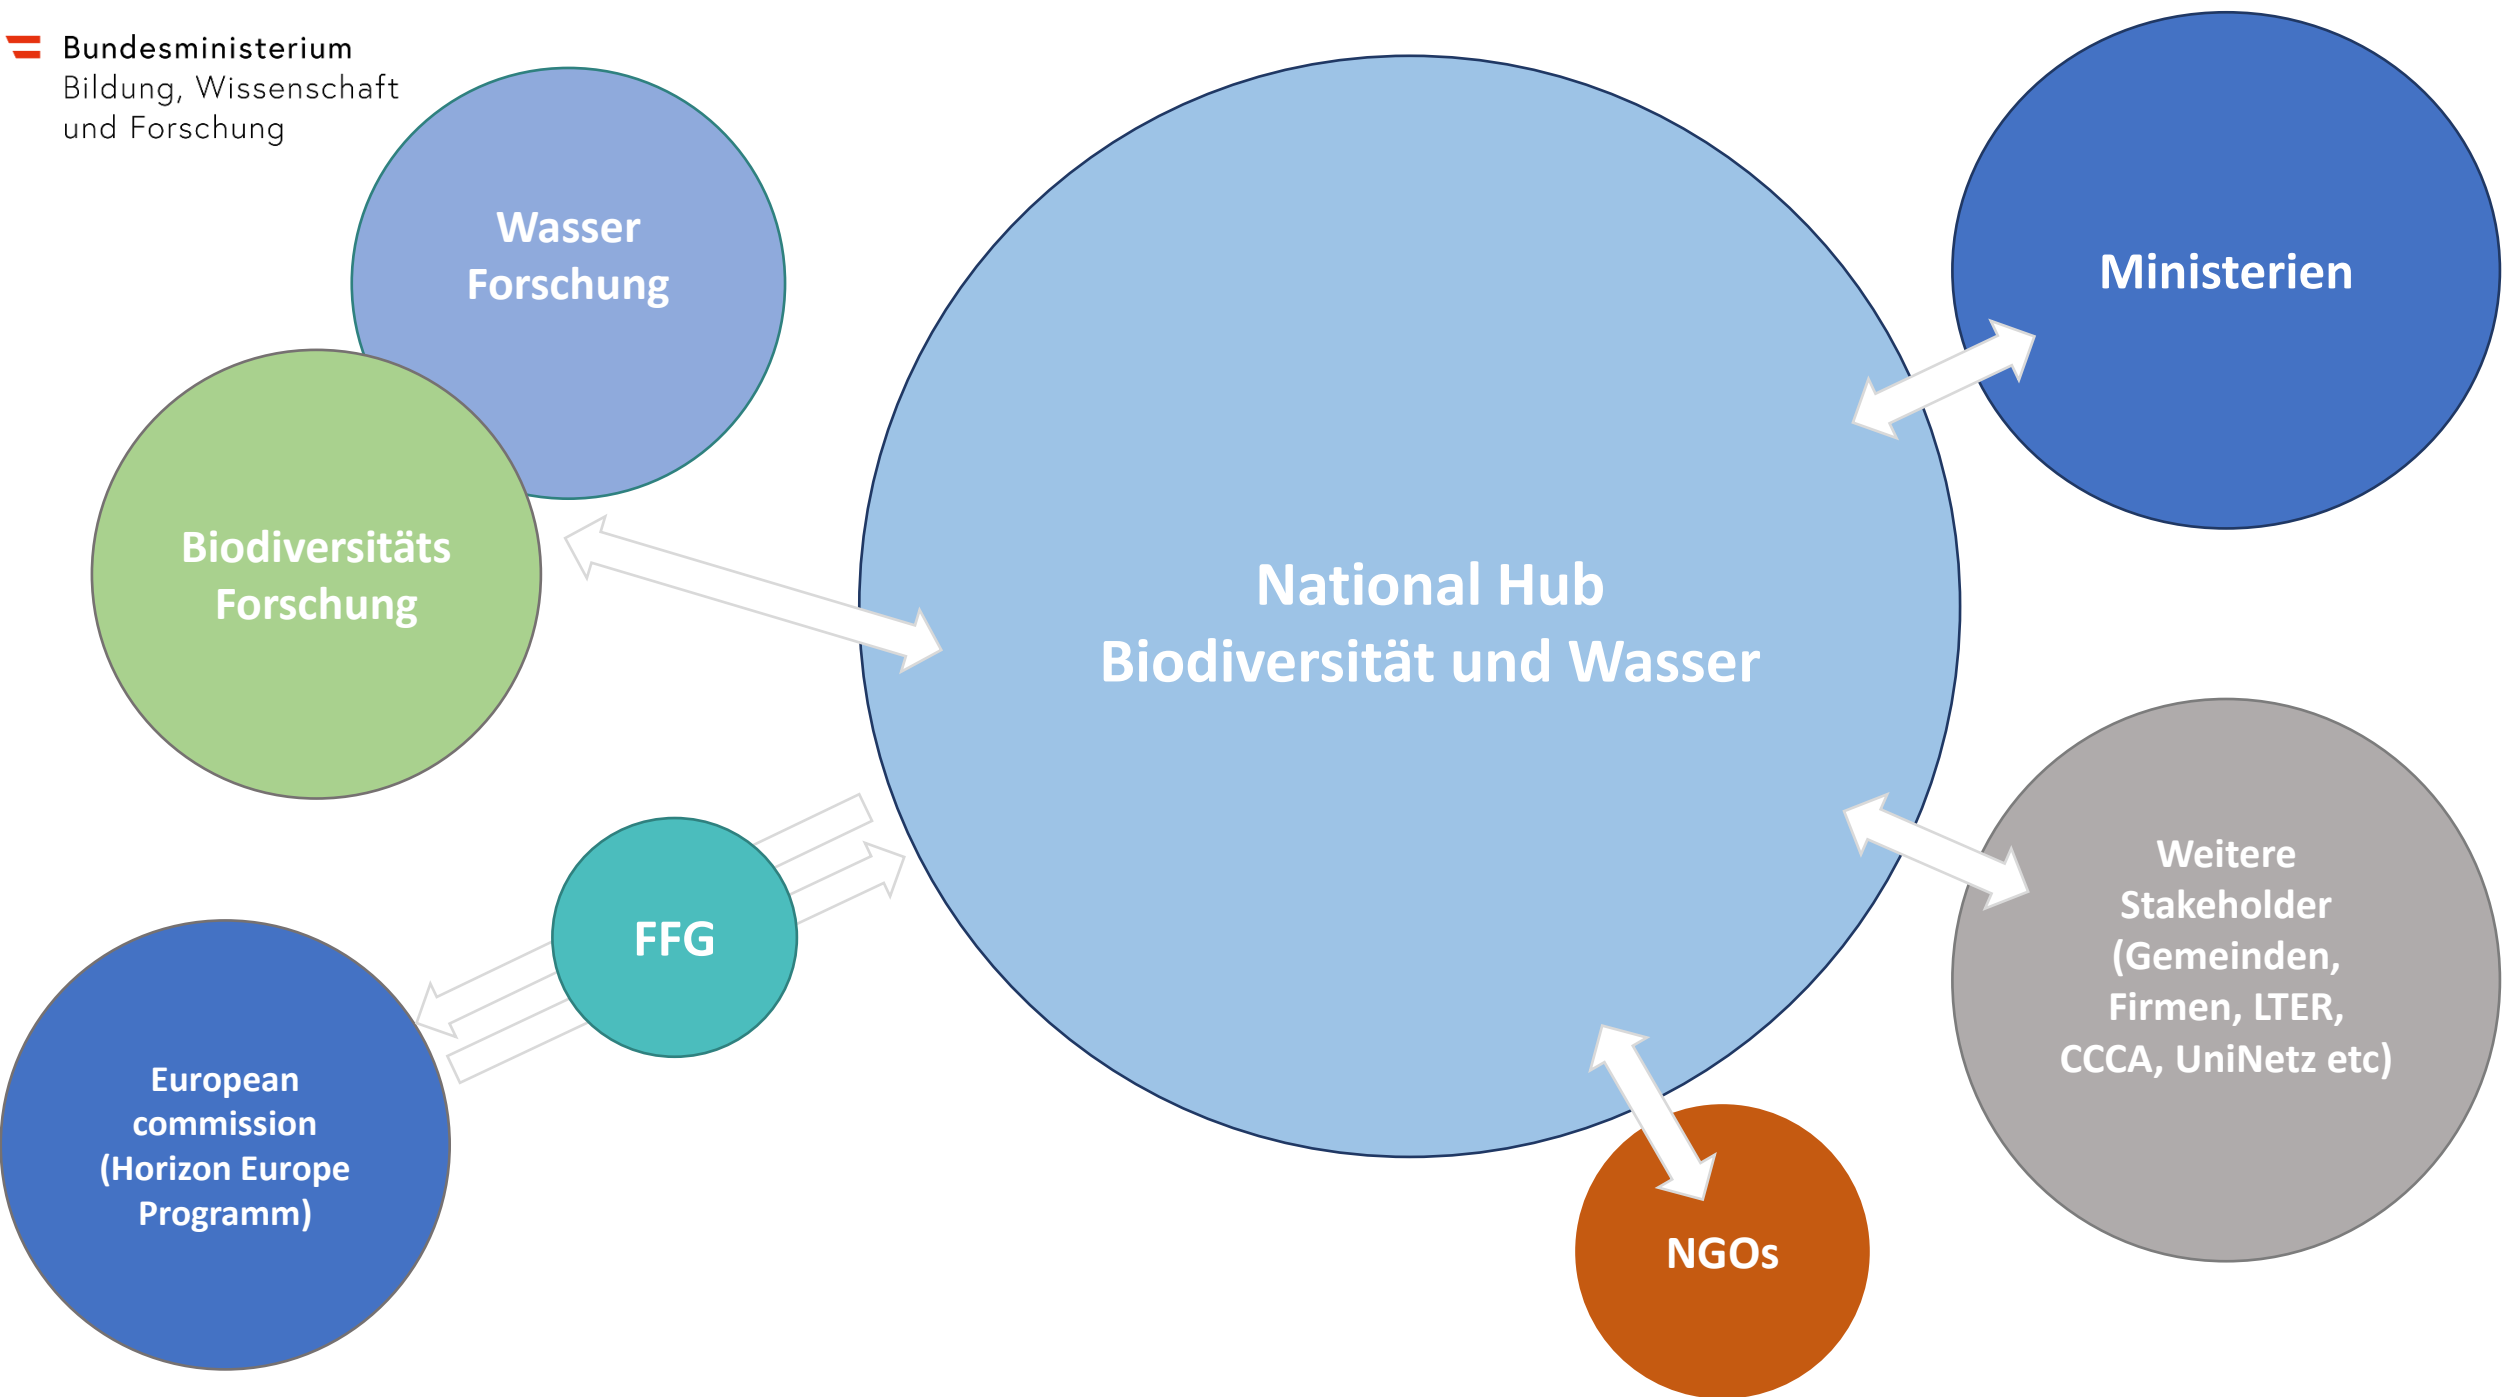 Bundesministerium
Bildung, Wissenschaft
und Forschung
Wasser
Forschung
Biodiversitäts
Forschung
National Hub
Biodiversität und Wasser
Ministerien
Weitere
Stakeholder
(Gemeinden,
Firmen, LTER,
CCCA, UniNetz etc)
FFG
European
commission
(Horizon Europe
Programm)
NGOs